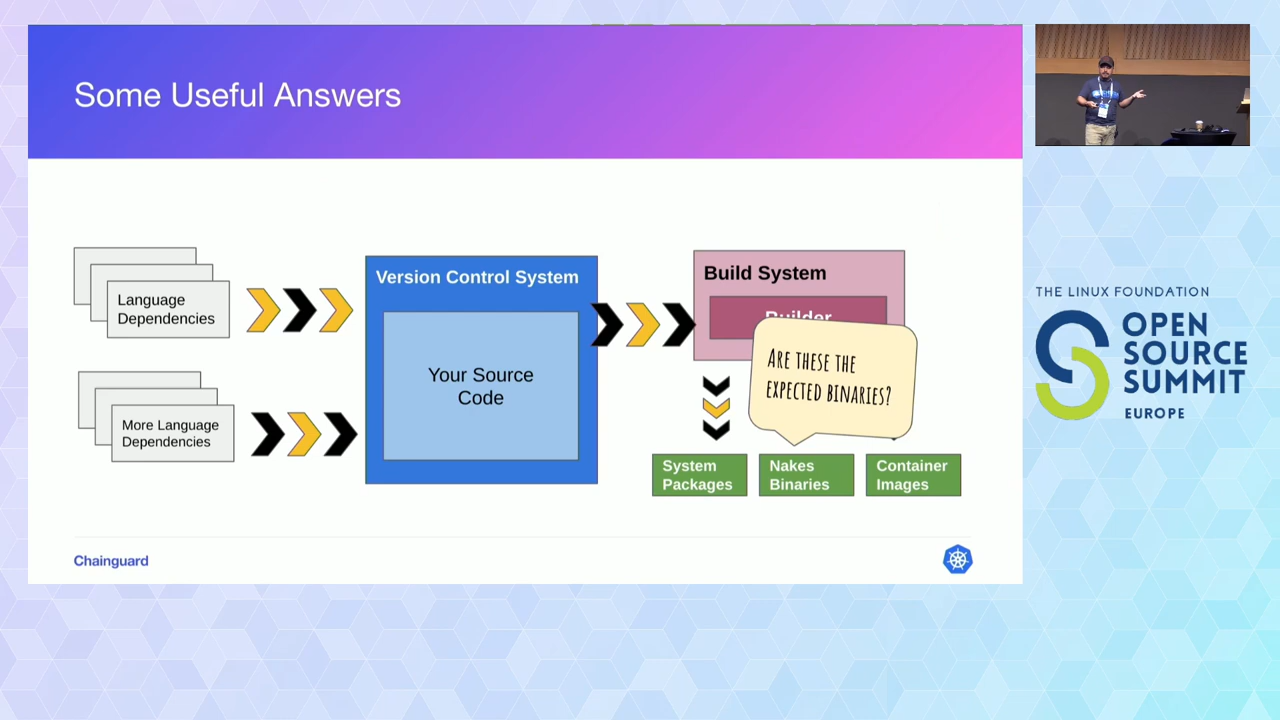 Some Useful Answers
Language
Dependencies
More Language
Dependencies
Version Control System
Your Source
Code
Build System
Builder
Are these the
expected binaries?
System
Packages
Nakes
Binaries
Container
Images
Chainguard
THE LINUX FOUNDATION
OPEN
SOURCE
SUMMIT
EUROPE